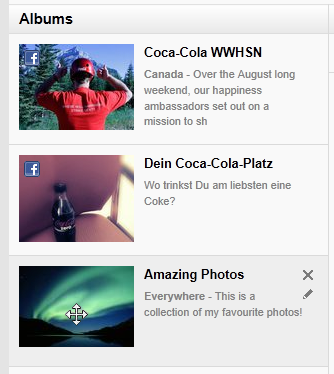 Albums
Coca-Cola WWHSN
Canada - Over the August long
weekend, our happiness
ambassadors set out on a
mission to sh
Dein Coca-Cola-Platz
Wo trinkst Du am liebsten eine
Coke?
Amazing Photos
Everywhere - This is a
collection of my favourite photos!